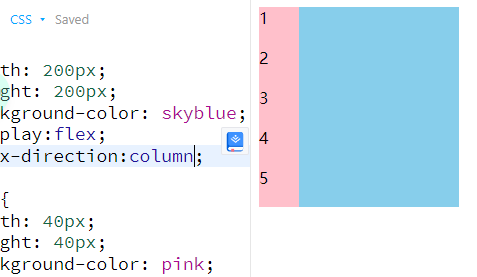 CSS Saved
th: 200px;
ght: 200px;
kground-color: skyblue;
play:flex;
x-direction:column;
{
th: 40px;
ght: 40px;
kground-color: pink;
1
2
3
4
5